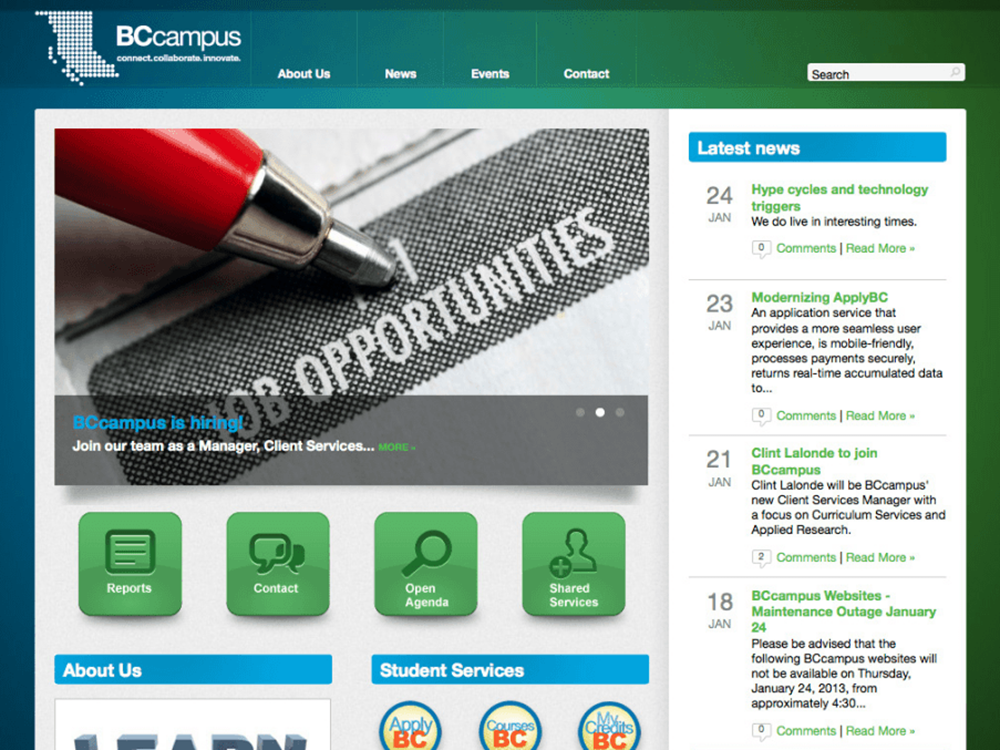 BCcampus
connect.collaborate.innovate.
About Us
News
Events
Contact
Search
JOB OPPORTUNITIES
BCcampus is hiring!
Join our team as a Manager, Client Services... MORE »
Reports
Contact
Open
Agenda
Shared
Services
About Us
LEARN
Student Services
Apply
BC
Courses
BC
My
Credits
BC
Latest news
24
JAN
Hype cycles and technology
triggers
We do live in interesting times.
0 Comments | Read More »
23
JAN
Modernizing ApplyBC
An application service that
provides a more seamless user
experience, is mobile-friendly,
processes payments securely,
returns real-time accumulated data
to...
0 Comments | Read More »
21
JAN
Clint Lalonde to join
BCcampus
Clint Lalonde will be BCcampus'
new Client Services Manager with
a focus on Curriculum Services and
Applied Research.
2 Comments | Read More »
18
JAN
BCcampus Websites -
Maintenance Outage January
24
Please be advised that the
following BCcampus websites will
not be available on Thursday,
January 24, 2013, from
approximately 4:30...
0 Comments | Read More »